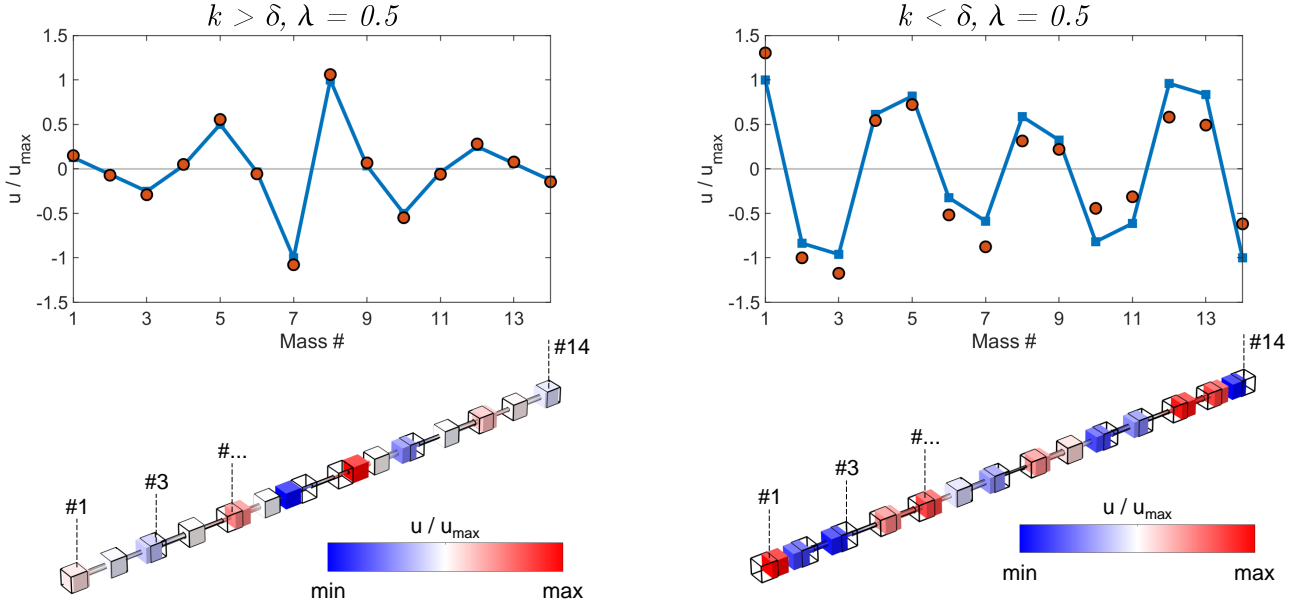 k > δ, λ = 0.5
1.5
1
0.5
0
-0.5
-1
-1.5
u / u_max
1 3 5 7 9 11 13
Mass #
#1
#3
#...
#14
u / u_max
min max
k < δ, λ = 0.5
1.5
1
0.5
0
-0.5
-1
-1.5
u / u_max
1 3 5 7 9 11 13
Mass #
#1
#3
#...
#14
u / u_max
min max